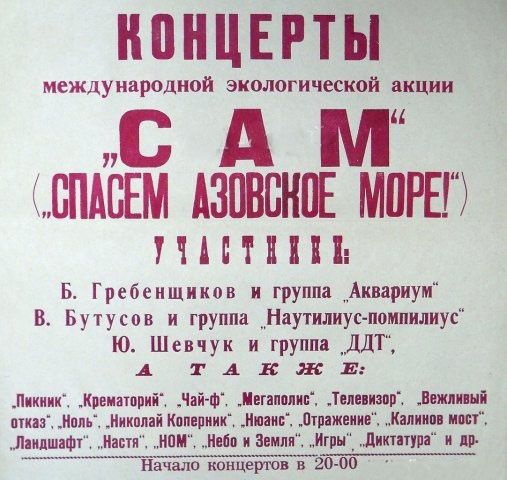 КОНЦЕРТЫ
международной экологической акции
„САМ“
(„СПАСЕМ АЗОВСКОЕ МОРЕ!“)
УЧАСТНИКИ:
Б. Гребенщиков и группа „Аквариум“
В. Бутусов и группа „Наутилиус-помпилиус“
Ю. Шевчук и группа „ДДТ“,
А ТАКЖЕ:
„Пикник“, „Крематорий“, „Чай-ф“, „Мегаполис“, „Телевизор“, „Вежливый
отказ“, „Ноль“, „Николай Коперник“, „Нюанс“, „Отражение“, „Калинов мост“,
„Ландшафт“, „Настя“, „НОМ“, „Небо и Земля“, „Игры“, „Диктатура“ и др.
Начало концертов в 20-00